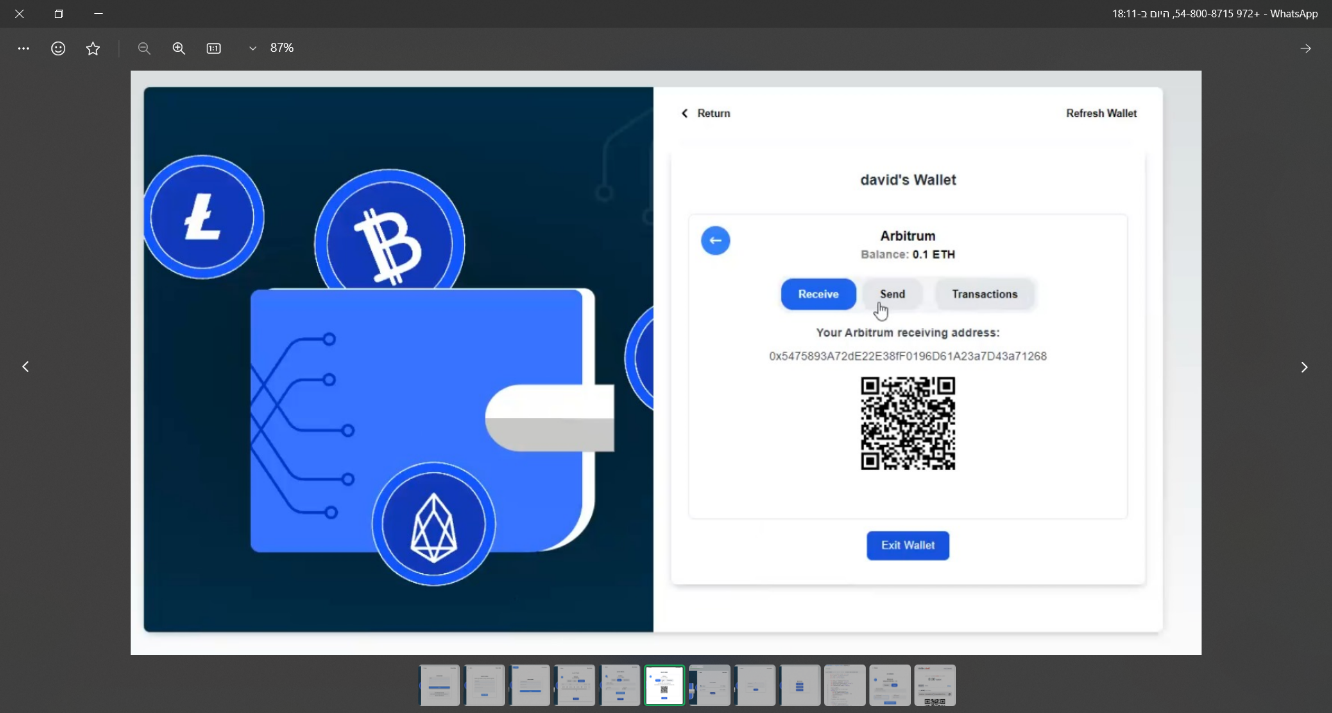 WhatsApp - +972 54-800-8715, היום ב-18:11
87%
Return
Refresh Wallet
david's Wallet
Arbitrum
Balance: 0.1 ETH
Receive
Send
Transactions
Your Arbitrum receiving address:
0x5475893A72dE22E38fF0196D61A23a7D43a71268
Exit Wallet